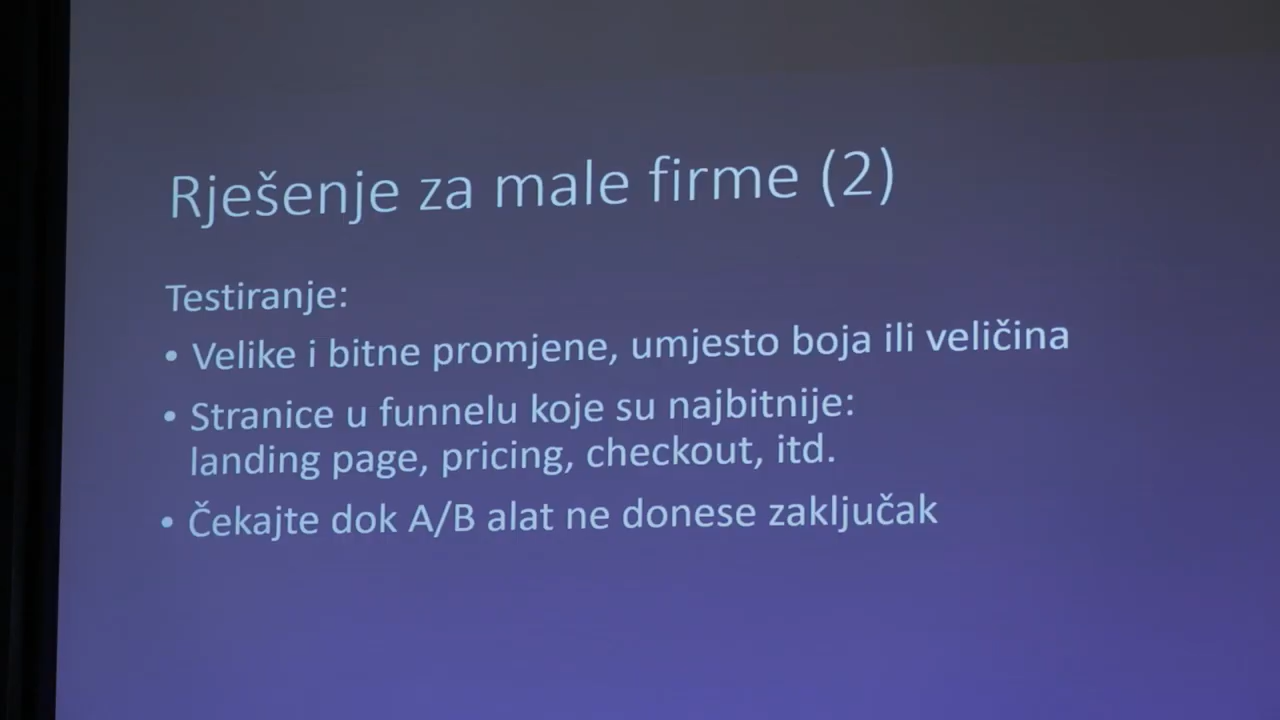 Rješenje za male firme (2)
Testiranje:
• Velike i bitne promjene, umjesto boja ili veličina
• Stranice u funnelu koje su najbitnije:
landing page, pricing, checkout, itd.
• Čekajte dok A/B alat ne donese zaključak